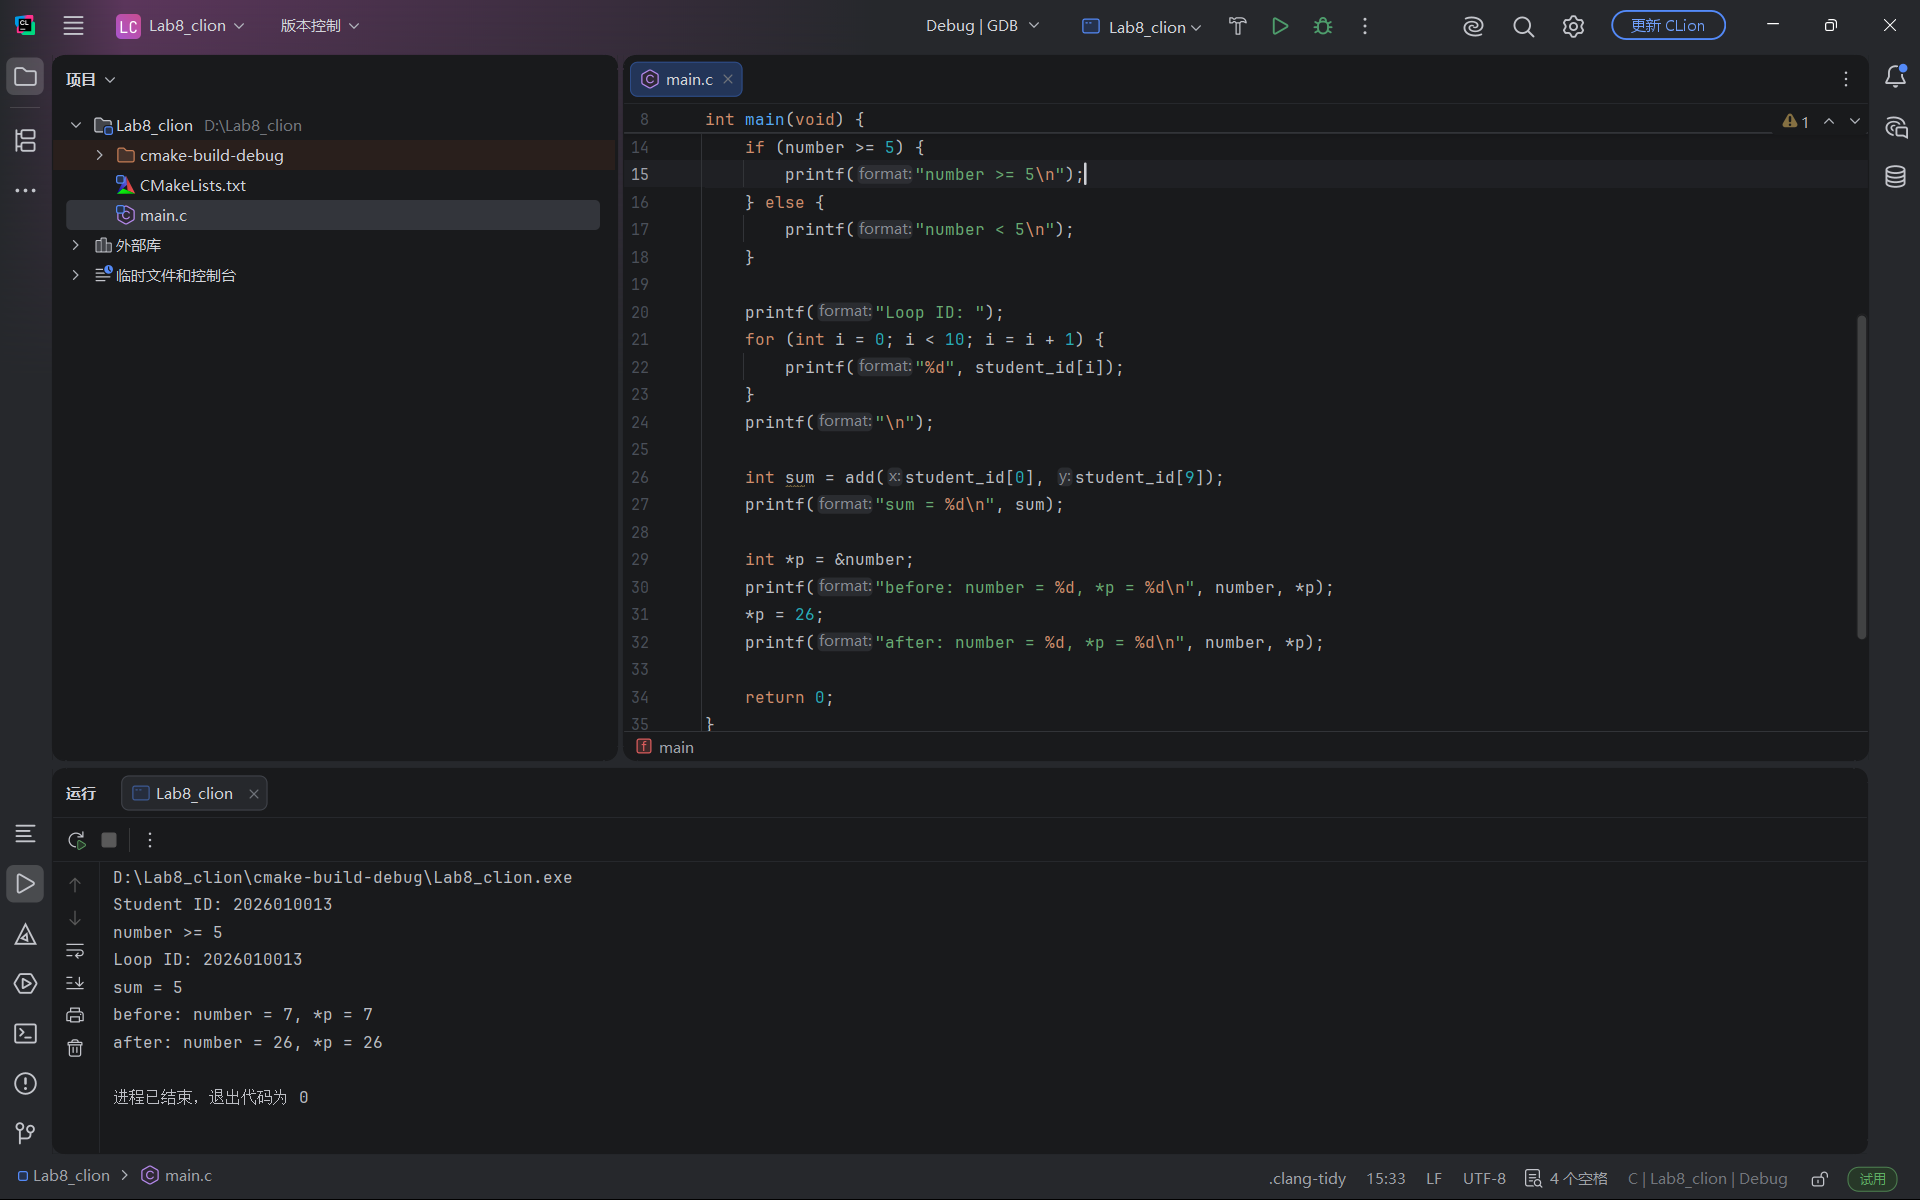 LC Lab8_clion 版本控制 Debug | GDB Lab8_clion 更新 CLion
项目
main.c
Lab8_clion D:\Lab8_clion
cmake-build-debug
CMakeLists.txt
main.c
外部库
临时文件和控制台
8 int main(void) { 1
14 if (number >= 5) {
15 printf(format: "number >= 5\n");
16 } else {
17 printf(format: "number < 5\n");
18 }
19
20 printf(format: "Loop ID: ");
21 for (int i = 0; i < 10; i = i + 1) {
22 printf(format: "%d", student_id[i]);
23 }
24 printf(format: "\n");
25
26 int sum = add(x: student_id[0], y: student_id[9]);
27 printf(format: "sum = %d\n", sum);
28
29 int *p = &number;
30 printf(format: "before: number = %d, *p = %d\n", number, *p);
31 *p = 26;
32 printf(format: "after: number = %d, *p = %d\n", number, *p);
33
34 return 0;
35 }
f main
运行 Lab8_clion
D:\Lab8_clion\cmake-build-debug\Lab8_clion.exe
Student ID: 2026010013
number >= 5
Loop ID: 2026010013
sum = 5
before: number = 7, *p = 7
after: number = 26, *p = 26
进程已结束，退出代码为 0
Lab8_clion main.c .clang-tidy 15:33 LF UTF-8 4 个空格 C | Lab8_clion | Debug 试用